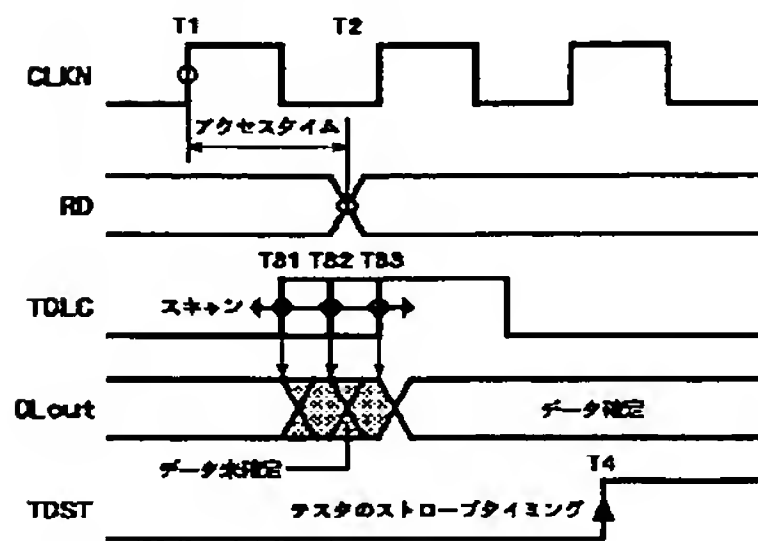 T1 T2
CLKN
アクセスタイム
RD
TS1 TS2 TS3
TDLC スキャン
DLout データ確定
データ未確定
T4
TDST テスタのストローブタイミング